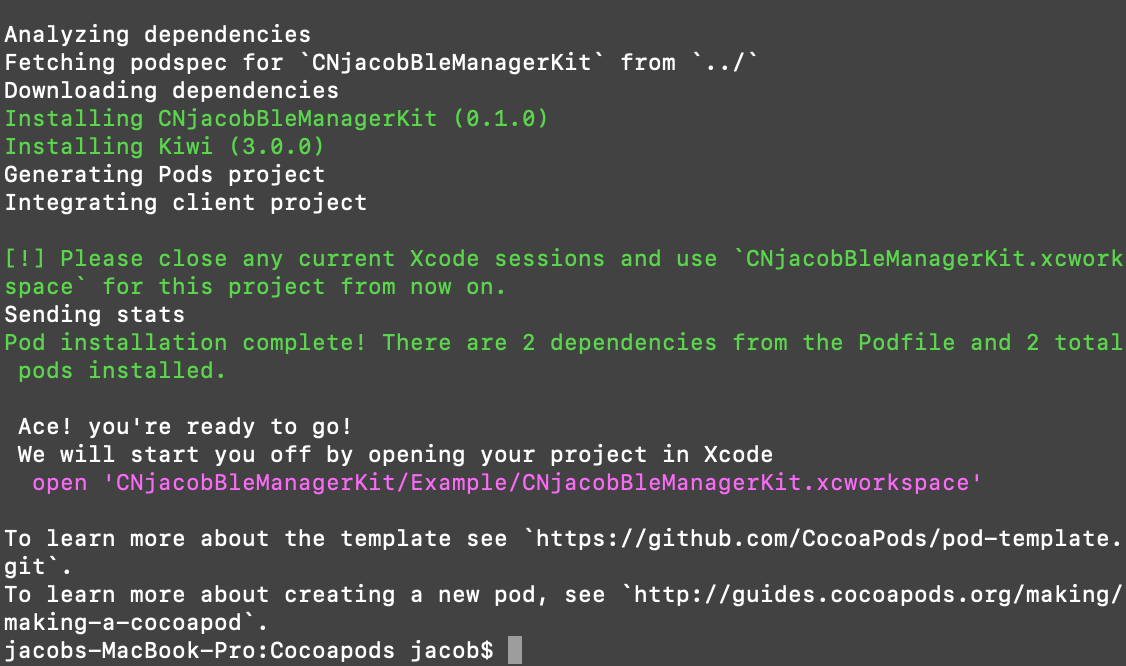 Analyzing dependencies
Fetching podspec for `CNjacobBleManagerKit` from `../`
Downloading dependencies
Installing CNjacobBleManagerKit (0.1.0)
Installing Kiwi (3.0.0)
Generating Pods project
Integrating client project
[!] Please close any current Xcode sessions and use `CNjacobBleManagerKit.xcwork
space` for this project from now on.
Sending stats
Pod installation complete! There are 2 dependencies from the Podfile and 2 total
pods installed.
Ace! you're ready to go!
We will start you off by opening your project in Xcode
open 'CNjacobBleManagerKit/Example/CNjacobBleManagerKit.xcworkspace'
To learn more about the template see `https://github.com/CocoaPods/pod-template.
git`.
To learn more about creating a new pod, see `http://guides.cocoapods.org/making/
making-a-cocoapod`.
jacobs-MacBook-Pro:Cocoapods jacob$